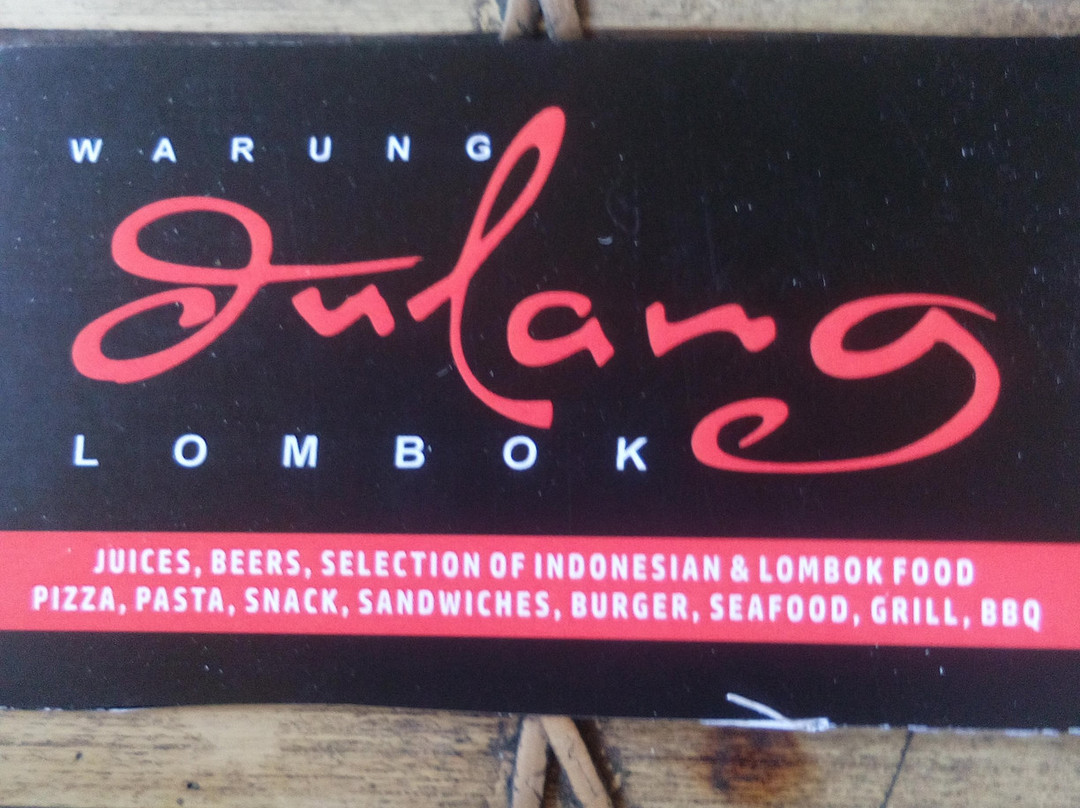 WARUNG
Dulang
LOMBOK
JUICES, BEERS, SELECTION OF INDONESIAN & LOMBOK FOOD
PIZZA, PASTA, SNACK, SANDWICHES, BURGER, SEAFOOD, GRILL, BBQ